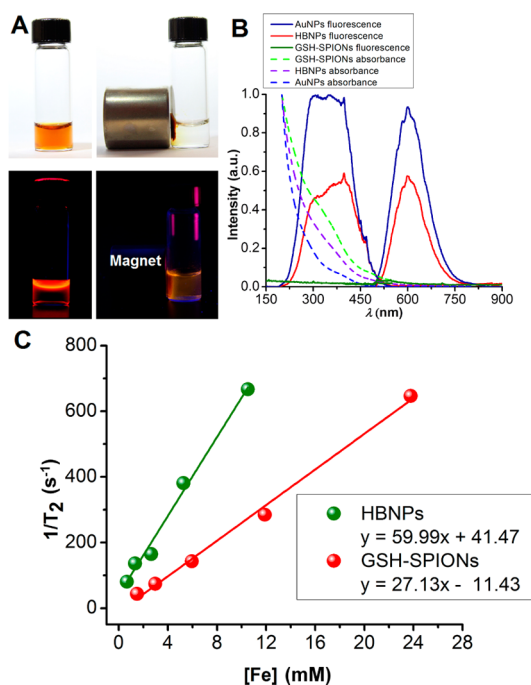 A
Magnet
B
AuNPs fluorescence
HBNPs fluorescence
GSH-SPIONs fluorescence
GSH-SPIONs absorbance
HBNPs absorbance
AuNPs absorbance
Intensity (a.u.)
1.0
0.8
0.6
0.4
0.2
0.0
150 300 450 600 750 900
λ (nm)
C
1/T₂ (s⁻¹)
800
600
400
200
0
0 4 8 12 16 20 24 28
[Fe] (mM)
HBNPs
y = 59.99x + 41.47
GSH-SPIONs
y = 27.13x - 11.43